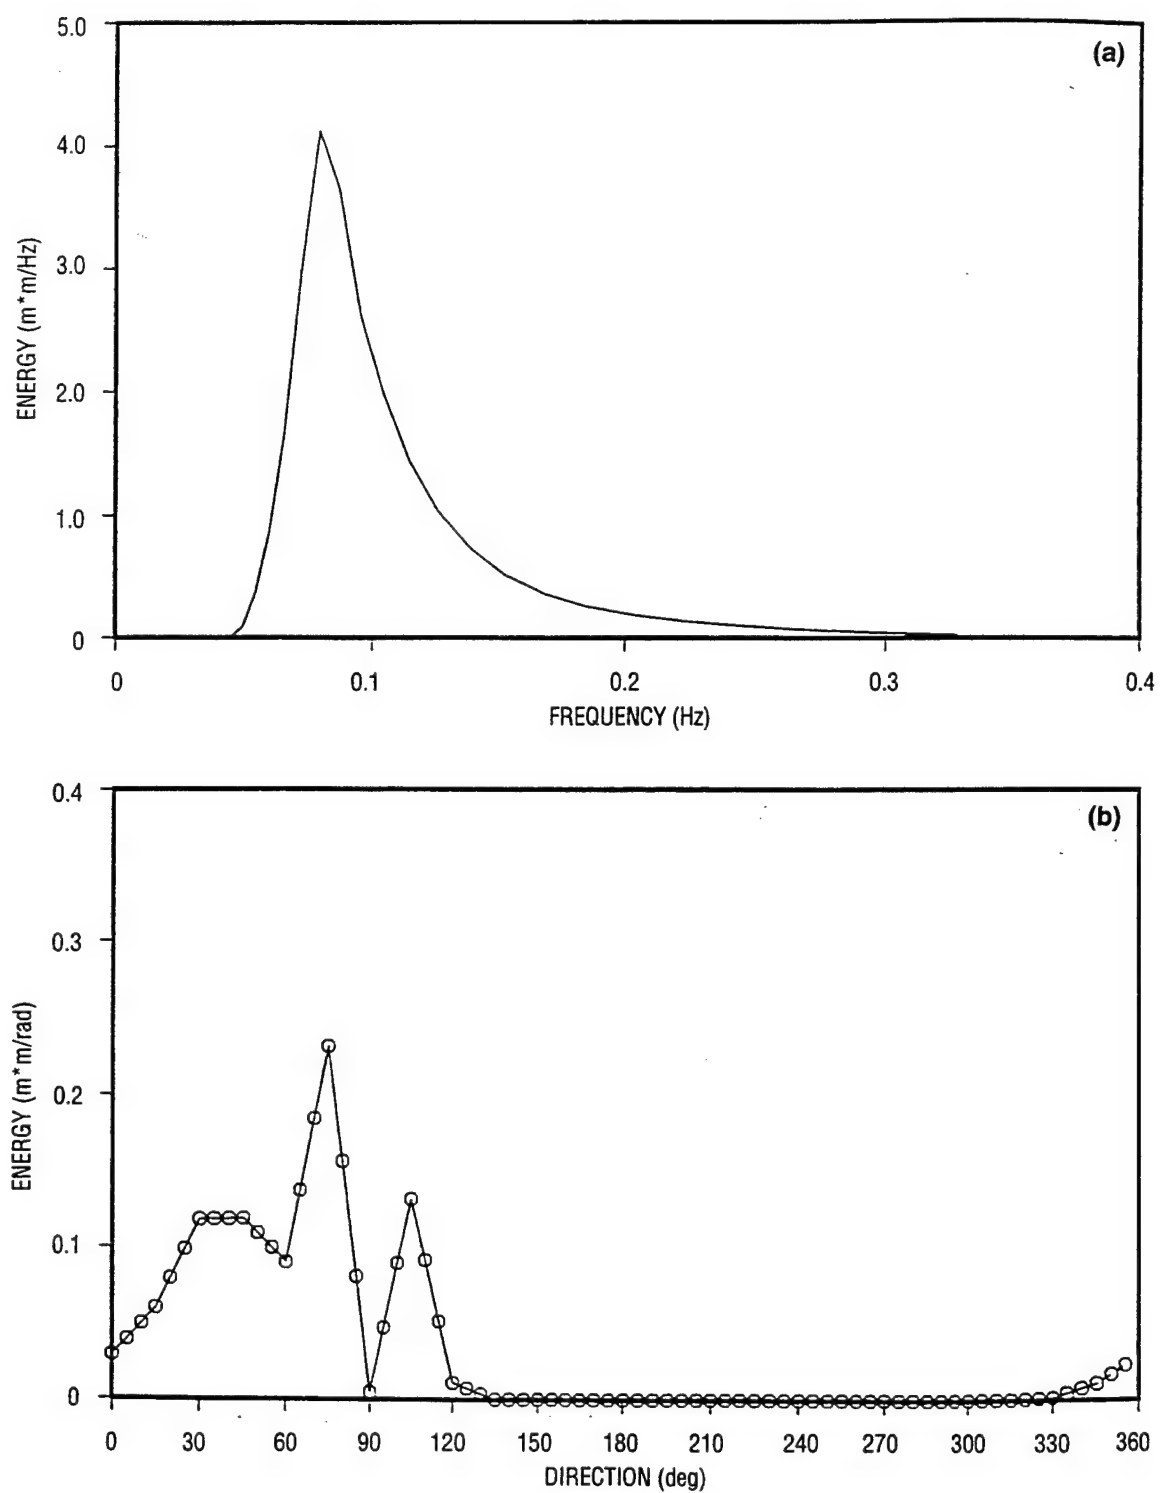 (a)
5.0
4.0
3.0
2.0
1.0
0
ENERGY (m*m/Hz)
0 0.1 0.2 0.3 0.4
FREQUENCY (Hz)
(b)
0.4
0.3
0.2
0.1
0
ENERGY (m*m/rad)
0 30 60 90 120 150 180 210 240 270 300 330 360
DIRECTION (deg)